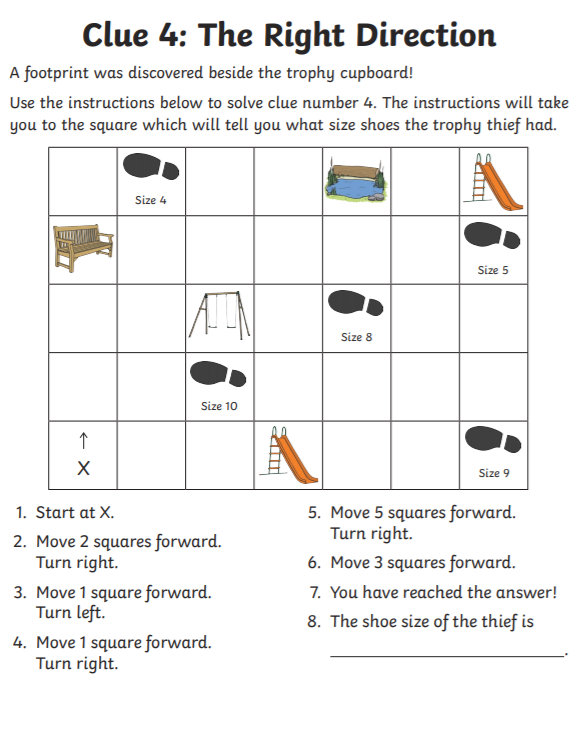 Clue 4: The Right Direction
A footprint was discovered beside the trophy cupboard!
Use the instructions below to solve clue number 4. The instructions will take
you to the square which will tell you what size shoes the trophy thief had.
Size 4
Size 5
Size 8
Size 10
↑
X
Size 9
1. Start at X.
2. Move 2 squares forward.
Turn right.
3. Move 1 square forward.
Turn left.
4. Move 1 square forward.
Turn right.
5. Move 5 squares forward.
Turn right.
6. Move 3 squares forward.
7. You have reached the answer!
8. The shoe size of the thief is
.